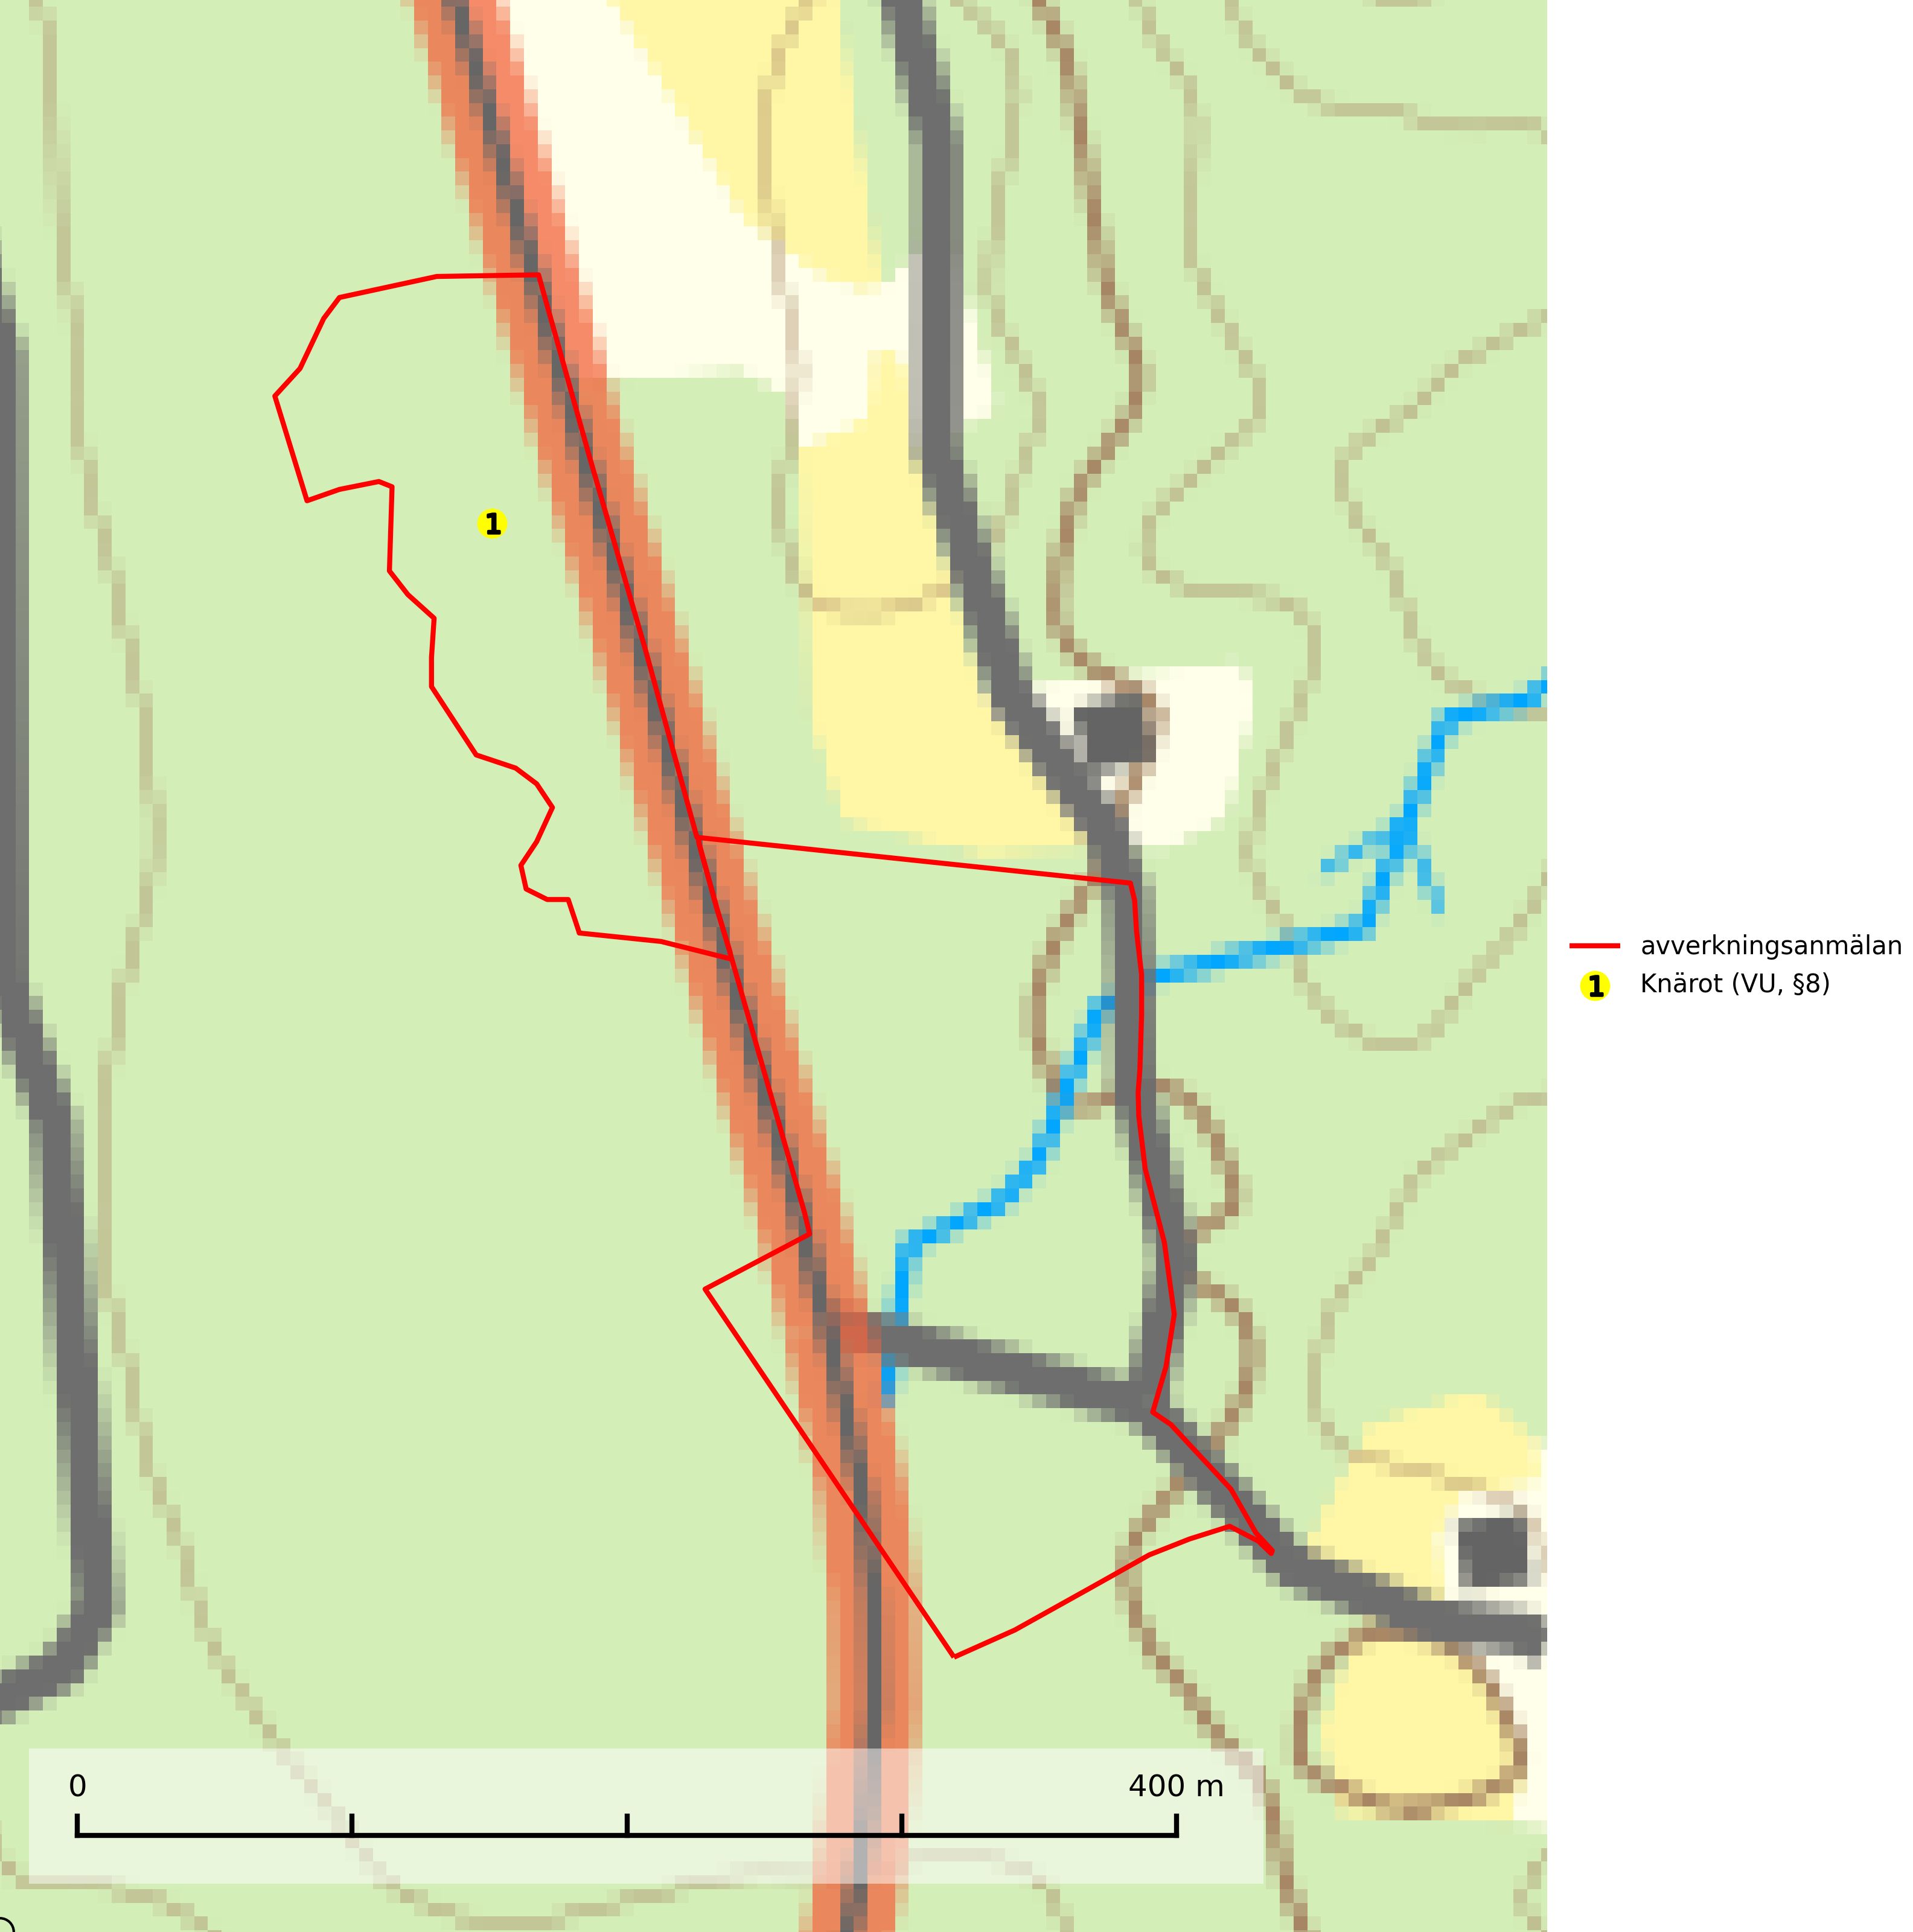 1
avverkningsanmälan
1 Knärot (VU, §8)
0 400 m